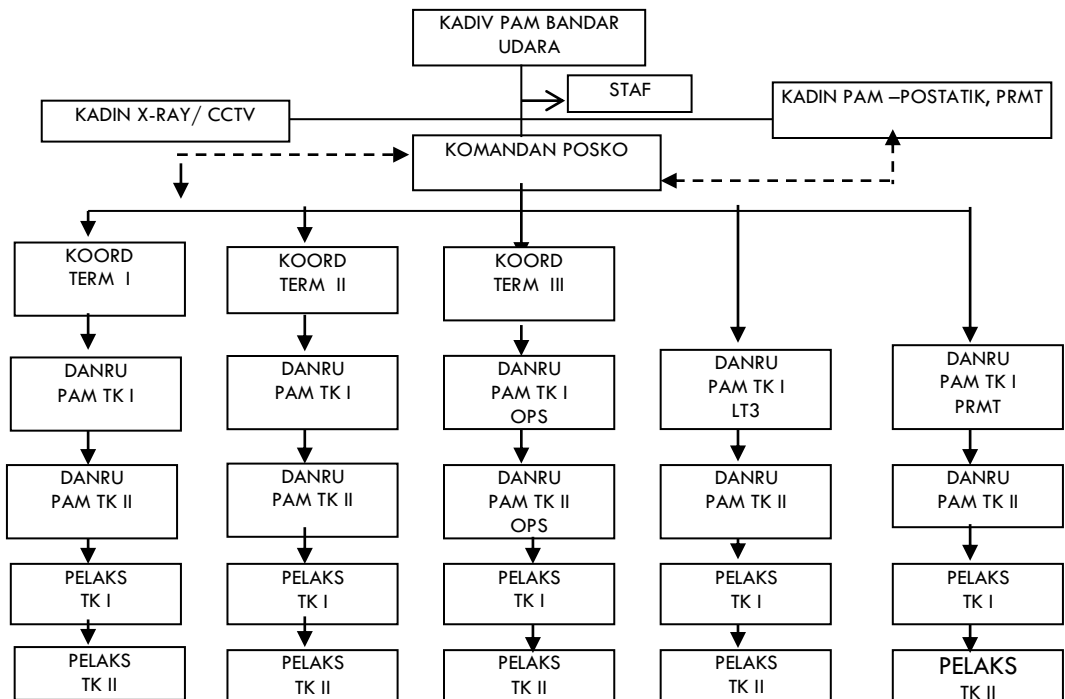 KADIV PAM BANDAR
UDARA
STAF
KADIN X-RAY/ CCTV
KADIN PAM –POSTATIK, PRMT
KOMANDAN POSKO
KOORD
TERM I
KOORD
TERM II
KOORD
TERM III
DANRU
PAM TK I
DANRU
PAM TK I
DANRU
PAM TK I
OPS
DANRU
PAM TK I
LT3
DANRU
PAM TK I
PRMT
DANRU
PAM TK II
DANRU
PAM TK II
DANRU
PAM TK II
OPS
DANRU
PAM TK II
DANRU
PAM TK II
PELAKS
TK I
PELAKS
TK I
PELAKS
TK I
PELAKS
TK I
PELAKS
TK I
PELAKS
TK II
PELAKS
TK II
PELAKS
TK II
PELAKS
TK II
PELAKS
TK II